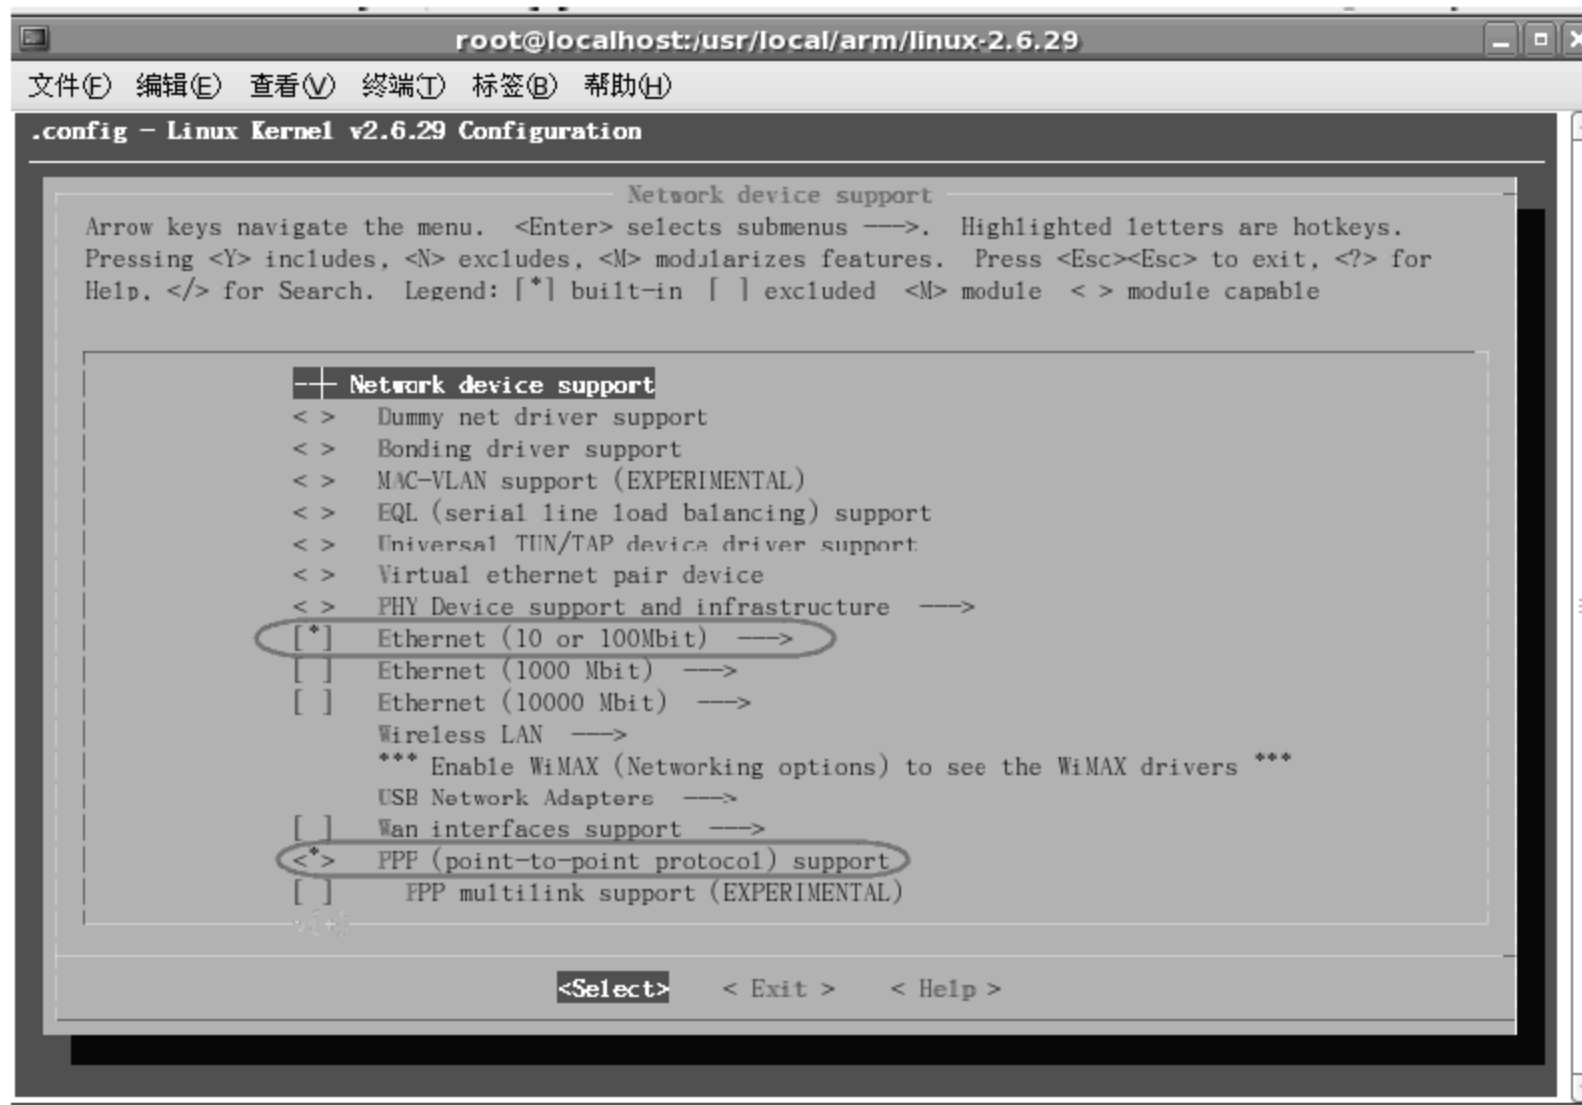 root@localhost:/usr/local/arm/linux-2.6.29
文件(F) 编辑(E) 查看(V) 终端(T) 标签(B) 帮助(H)
.config - Linux Kernel v2.6.29 Configuration
Network device support
Arrow keys navigate the menu. <Enter> selects submenus --->. Highlighted letters are hotkeys.
Pressing <Y> includes, <N> excludes, <M> modularizes features. Press <Esc><Esc> to exit, <?> for
Help, </> for Search. Legend: [*] built-in [ ] excluded <M> module < > module capable
--- Network device support
< > Dummy net driver support
< > Bonding driver support
< > MAC-VLAN support (EXPERIMENTAL)
< > EQL (serial line load balancing) support
< > Universal TUN/TAP device driver support
< > Virtual ethernet pair device
< > PHY Device support and infrastructure --->
[*] Ethernet (10 or 100Mbit) --->
[ ] Ethernet (1000 Mbit) --->
[ ] Ethernet (10000 Mbit) --->
Wireless LAN --->
*** Enable WiMAX (Networking options) to see the WiMAX drivers ***
USB Network Adapters --->
[ ] Wan interfaces support --->
<*> PPP (point-to-point protocol) support
[ ] PPP multilink support (EXPERIMENTAL)
<Select> < Exit > < Help >